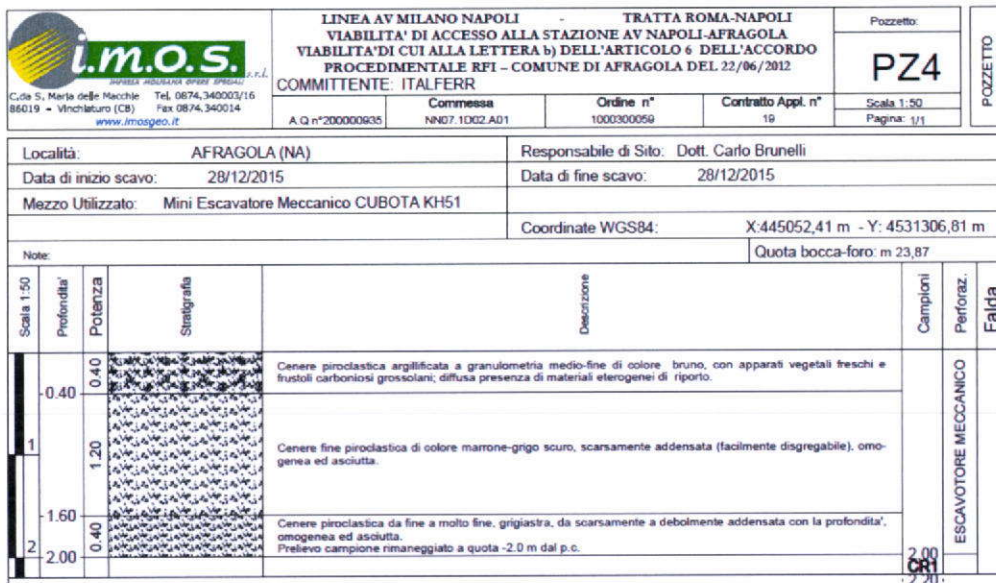 i.m.o.s. s.r.l.
IMPRESA MOLISANA OPERE SPECIALI
C.da S. Maria delle Macchie Tel. 0874.340003/16
86019 - Vinchiaturo (CB) Fax 0874.340014
www.imosgeo.it
LINEA AV MILANO NAPOLI - TRATTA ROMA-NAPOLI
VIABILITA' DI ACCESSO ALLA STAZIONE AV NAPOLI-AFRAGOLA
VIABILITA'DI CUI ALLA LETTERA b) DELL'ARTICOLO 6 DELL'ACCORDO
PROCEDIMENTALE RFI – COMUNE DI AFRAGOLA DEL 22/06/2012
COMMITTENTE: ITALFERR
Commessa Ordine n° Contratto Appl. n°
A.Q n°200000935 NN07.1D02.A01 1000300059 19
Pozzetto:
PZ4
Scala 1:50
Pagina: 1/1
POZZETTO
Località: AFRAGOLA (NA) Responsabile di Sito: Dott. Carlo Brunelli
Data di inizio scavo: 28/12/2015 Data di fine scavo: 28/12/2015
Mezzo Utilizzato: Mini Escavatore Meccanico CUBOTA KH51
Coordinate WGS84: X:445052,41 m - Y: 4531306,81 m
Note: Quota bocca-foro: m 23,87
Scala 1:50 Profondita' Potenza Stratigrafia Descrizione Campioni Perforaz. Falda
0.40
Cenere piroclastica argillificata a granulometria medio-fine di colore bruno, con apparati vegetali freschi e
frustoli carboniosi grossolani; diffusa presenza di materiali eterogenei di riporto.
-0.40
1
1.20
Cenere fine piroclastica di colore marrone-grigo scuro, scarsamente addensata (facilmente disgregabile), omo-
genea ed asciutta.
ESCAVOTORE MECCANICO
-1.60
0.40
Cenere piroclastica da fine a molto fine, grigiastra, da scarsamente a debolmente addensata con la profondita',
omogenea ed asciutta.
Prelievo campione rimaneggiato a quota -2.0 m dal p.c.
2
-2.00
2.00
CR1
2.20